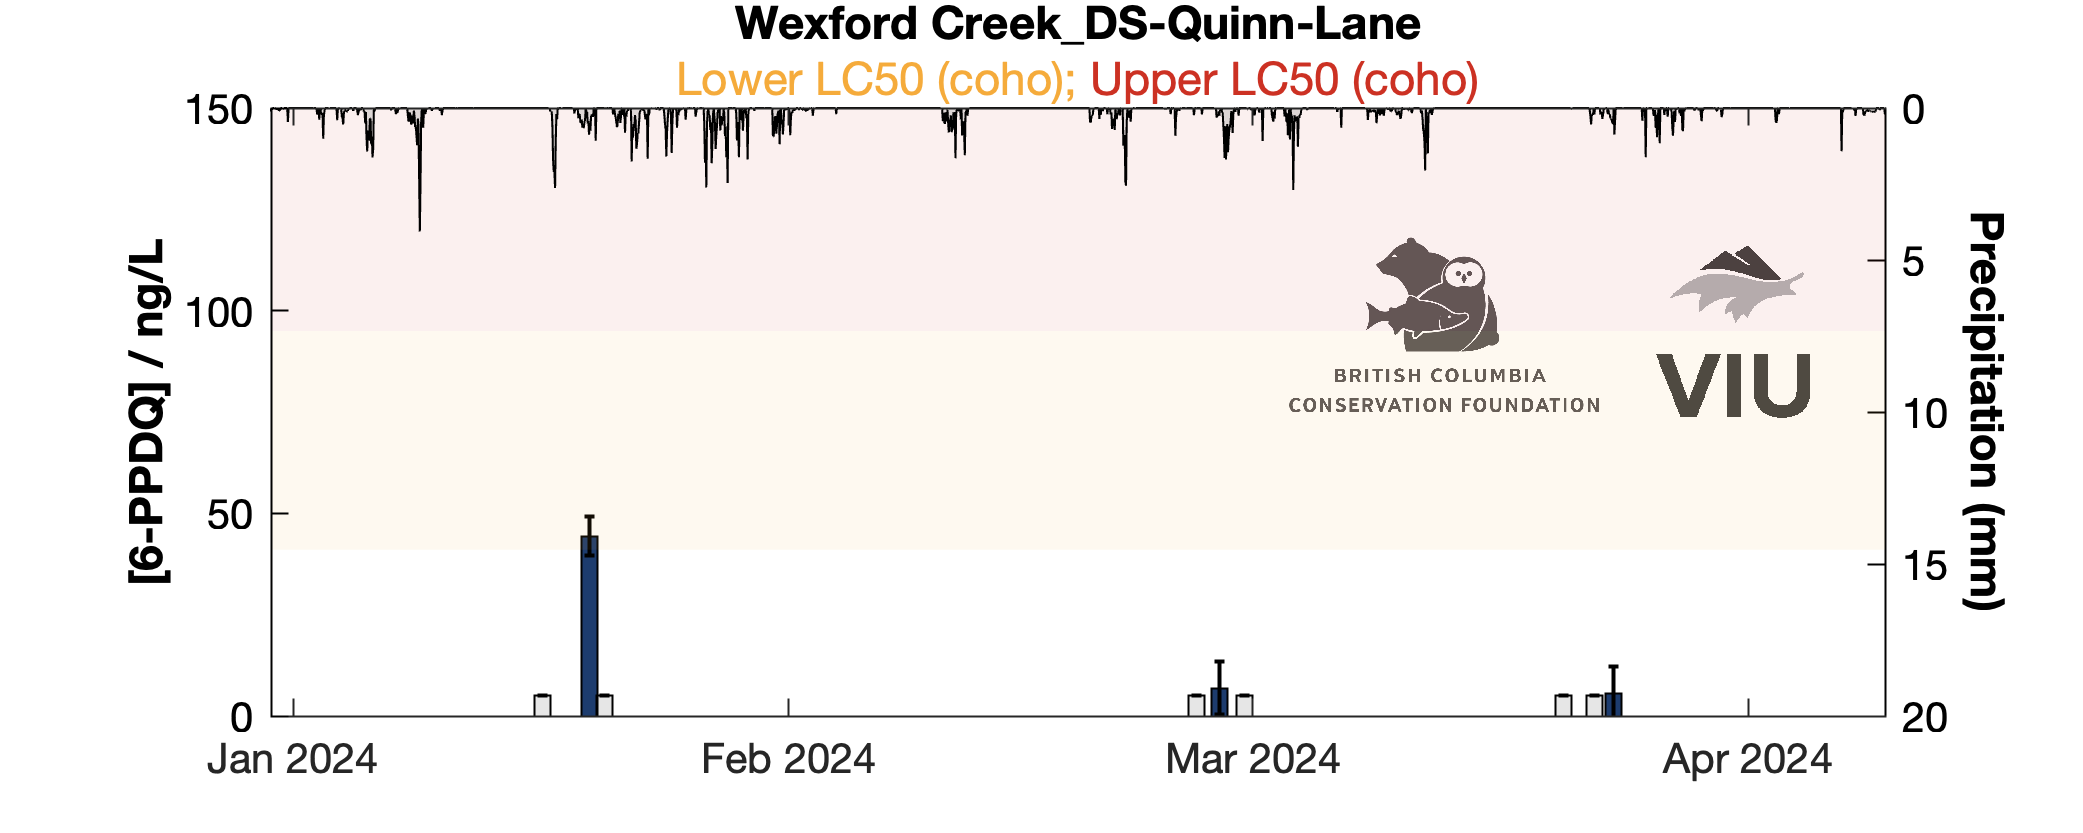 Wexford Creek_DS-Quinn-Lane
Lower LC50 (coho); Upper LC50 (coho)
150
100
50
0
[6-PPDQ] / ng/L
0
5
10
15
20
Precipitation (mm)
BRITISH COLUMBIA
CONSERVATION FOUNDATION
VIU
Jan 2024
Feb 2024
Mar 2024
Apr 2024